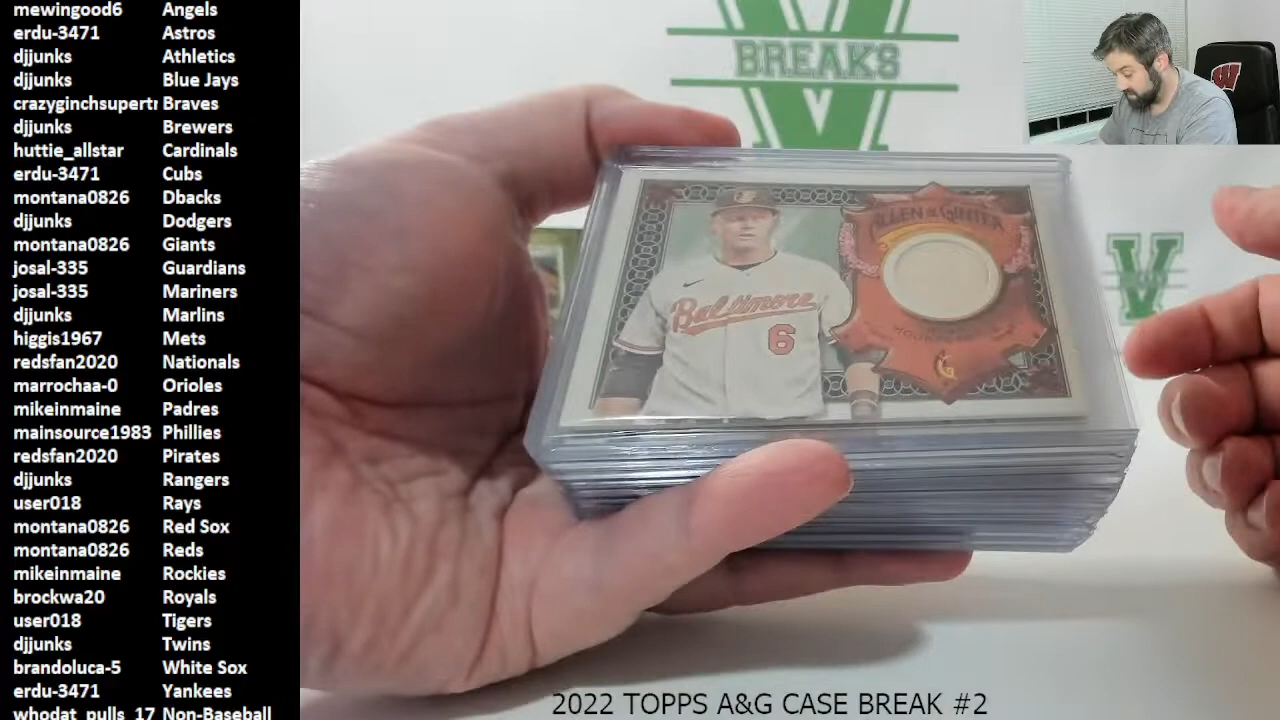 mewingood6 Angels
erdu-3471 Astros
djjunks Athletics
djjunks Blue Jays
crazyginchsupertr Braves
djjunks Brewers
huttie_allstar Cardinals
erdu-3471 Cubs
montana0826 Dbacks
djjunks Dodgers
montana0826 Giants
josal-335 Guardians
josal-335 Mariners
djjunks Marlins
higgis1967 Mets
redsfan2020 Nationals
marrochaa-0 Orioles
mikeinmaine Padres
mainsource1983 Phillies
redsfan2020 Pirates
djjunks Rangers
user018 Rays
montana0826 Red Sox
montana0826 Reds
mikeinmaine Rockies
brockwa20 Royals
user018 Tigers
djjunks Twins
brandoluca-5 White Sox
erdu-3471 Yankees
whodat_pulls_17 Non-Baseball
V
BREAKS
W
ALLEN & GINTER
Baltimore
6
V
2022 TOPPS A&G CASE BREAK #2